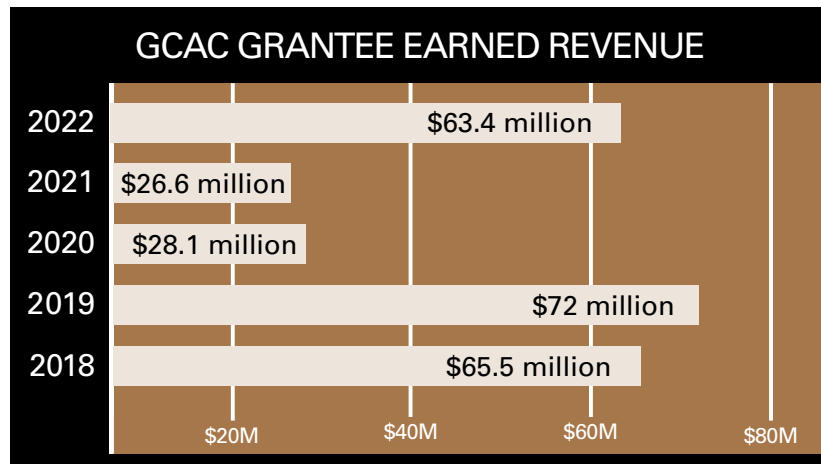 GCAC GRANTEE EARNED REVENUE
2022 $63.4 million
2021 $26.6 million
2020 $28.1 million
2019 $72 million
2018 $65.5 million
$20M $40M $60M $80M